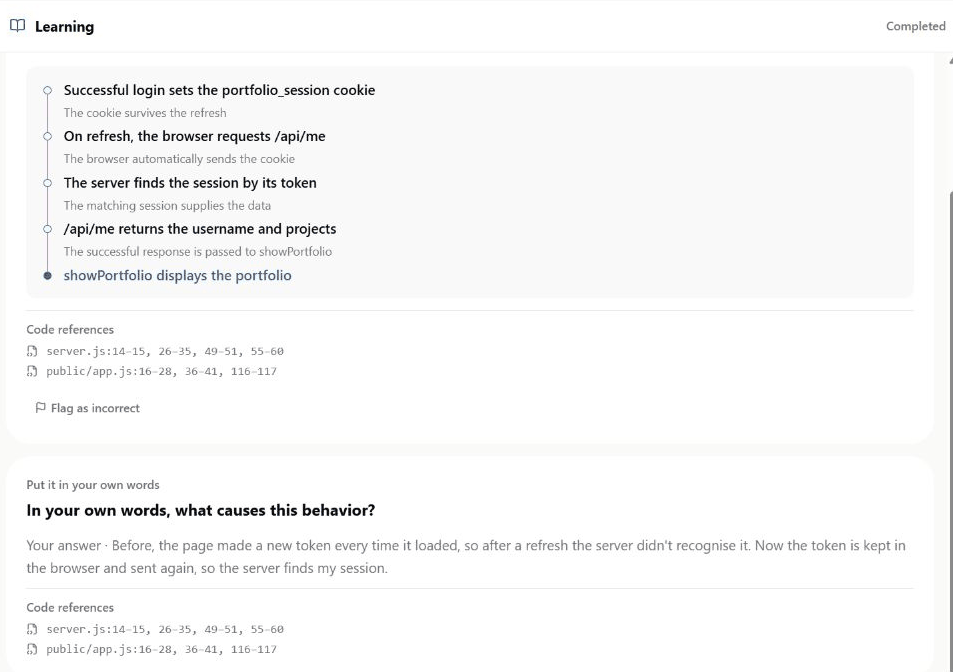 Learning
Completed
Successful login sets the portfolio_session cookie
The cookie survives the refresh
On refresh, the browser requests /api/me
The browser automatically sends the cookie
The server finds the session by its token
The matching session supplies the data
/api/me returns the username and projects
The successful response is passed to showPortfolio
showPortfolio displays the portfolio
Code references
server.js:14-15, 26-35, 49-51, 55-60
public/app.js:16-28, 36-41, 116-117
Flag as incorrect
Put it in your own words
In your own words, what causes this behavior?
Your answer · Before, the page made a new token every time it loaded, so after a refresh the server didn't recognise it. Now the token is kept in
the browser and sent again, so the server finds my session.
Code references
server.js:14-15, 26-35, 49-51, 55-60
public/app.js:16-28, 36-41, 116-117